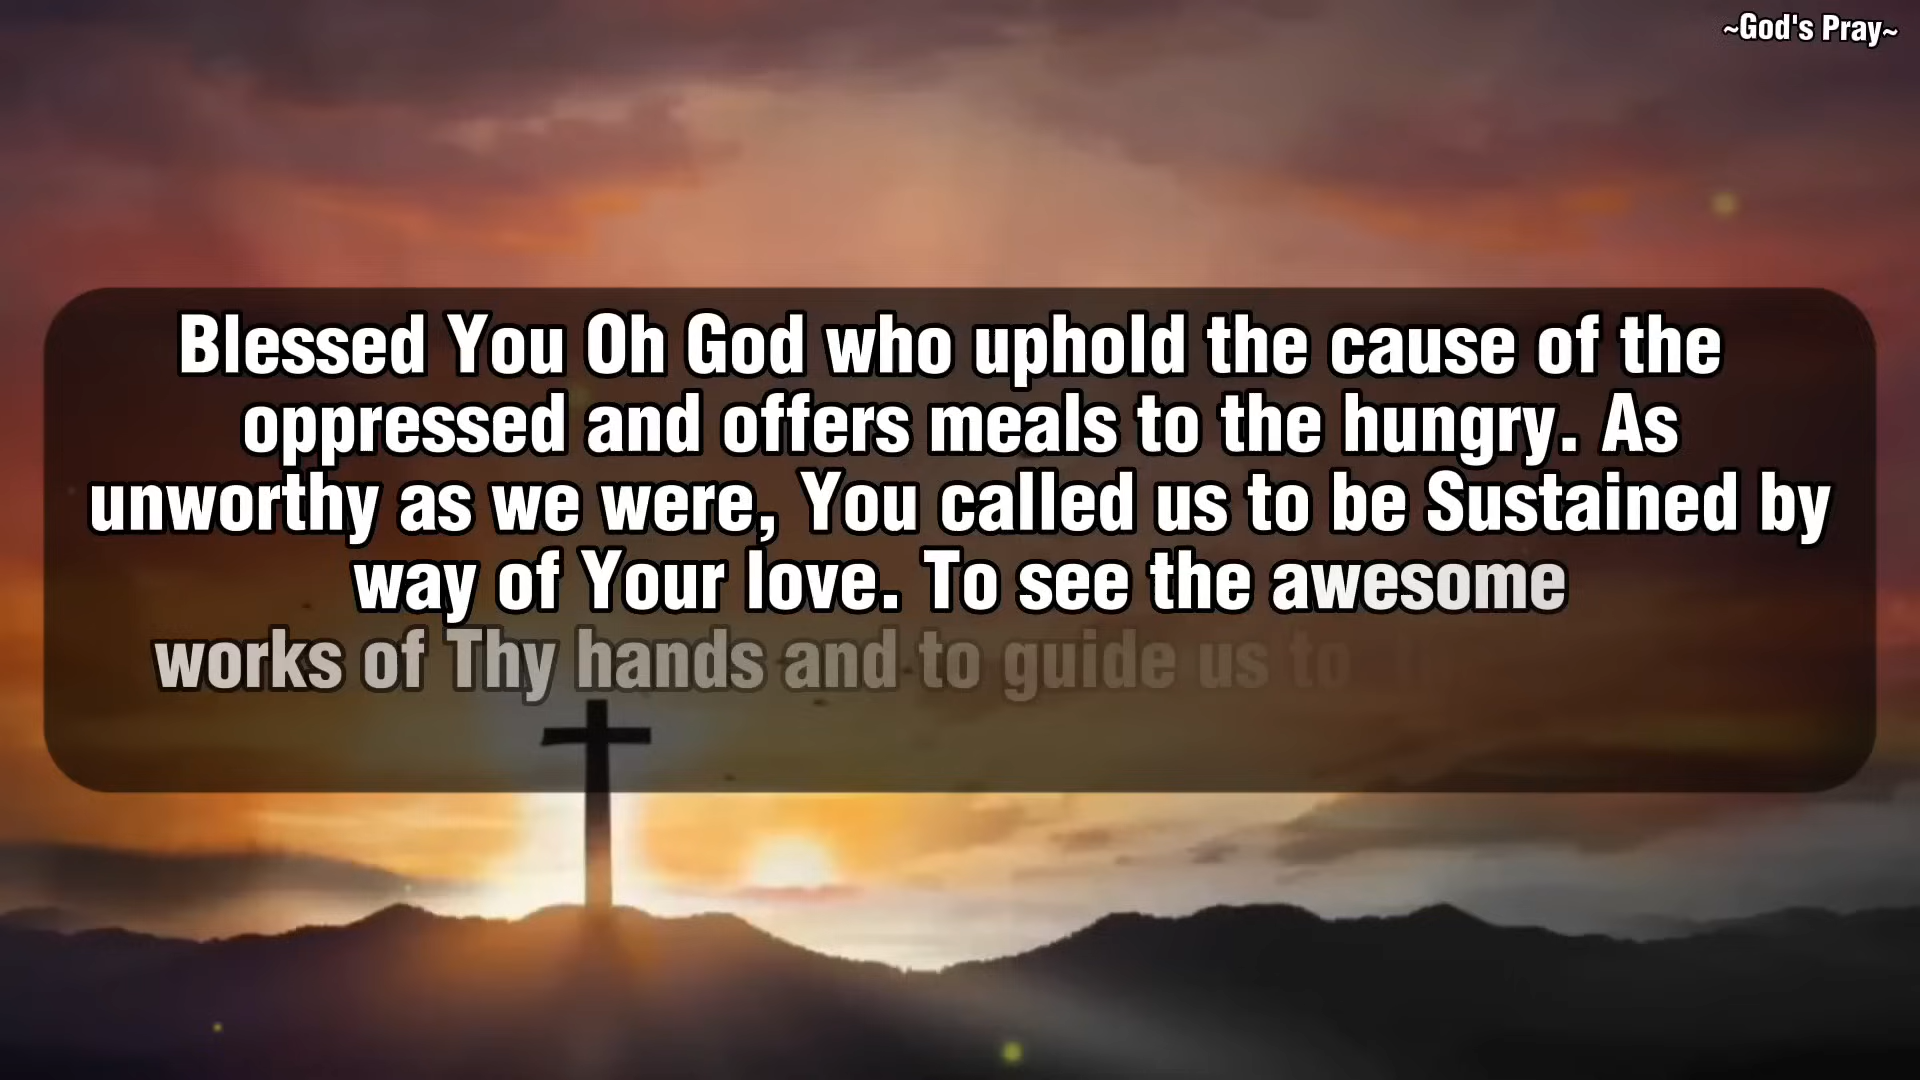 ~God's Pray~
Blessed You Oh God who uphold the cause of the
oppressed and offers meals to the hungry. As
unworthy as we were, You called us to be Sustained by
way of Your love. To see the awesome
works of Thy hands and to guide us to